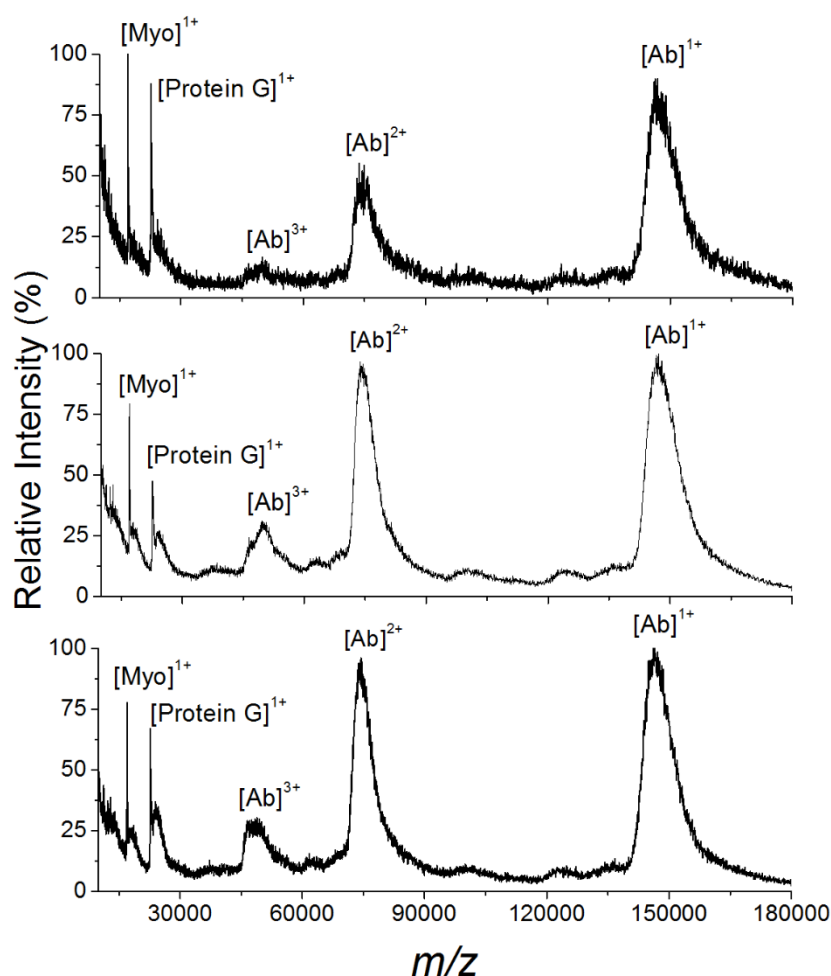 [Myo]1+
[Protein G]1+
[Ab]3+
[Ab]2+
[Ab]1+
100
75
50
25
0
[Myo]1+
[Protein G]1+
[Ab]3+
[Ab]2+
[Ab]1+
100
75
50
25
0
[Myo]1+
[Protein G]1+
[Ab]3+
[Ab]2+
[Ab]1+
100
75
50
25
0
Relative Intensity (%)
30000 60000 90000 120000 150000 180000
m/z